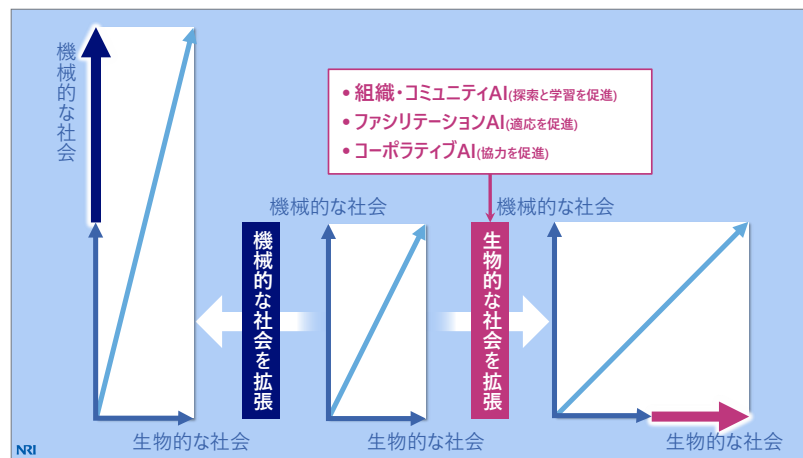 機械的な社会
• 組織・コミュニティAI(探索と学習を促進)
• ファシリテーションAI(適応を促進)
• コーポラティブAI(協力を促進)
機械的な社会
機械的な社会
機械的な社会を拡張
生物的な社会を拡張
生物的な社会
生物的な社会
生物的な社会
NRI